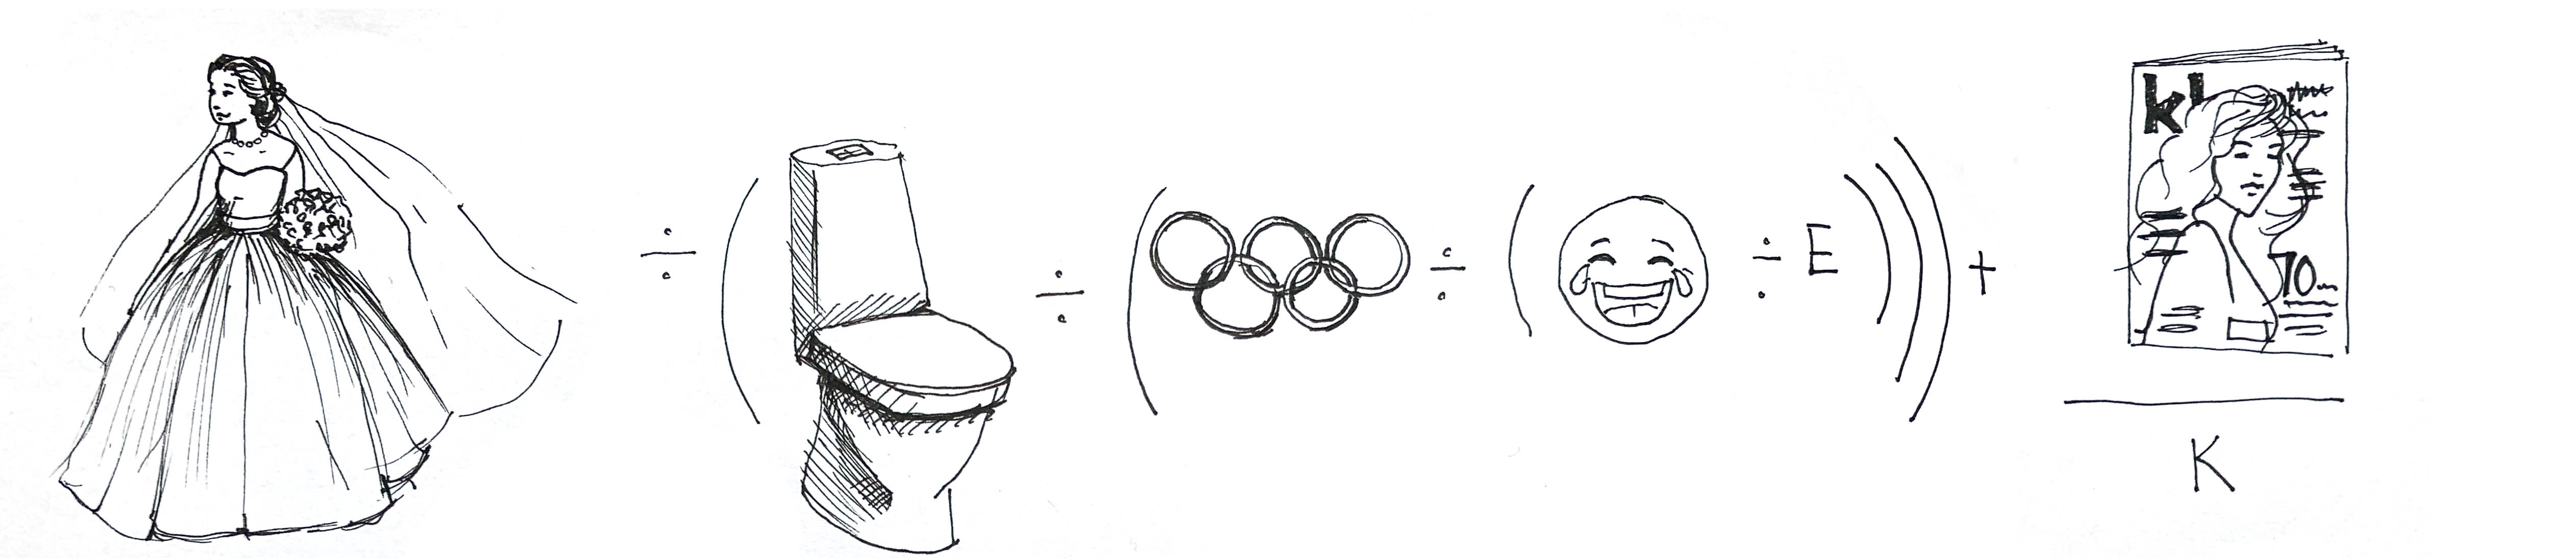 ÷ ( ÷ ( ÷ ( ÷ E ) ) ) +
kl
70
K